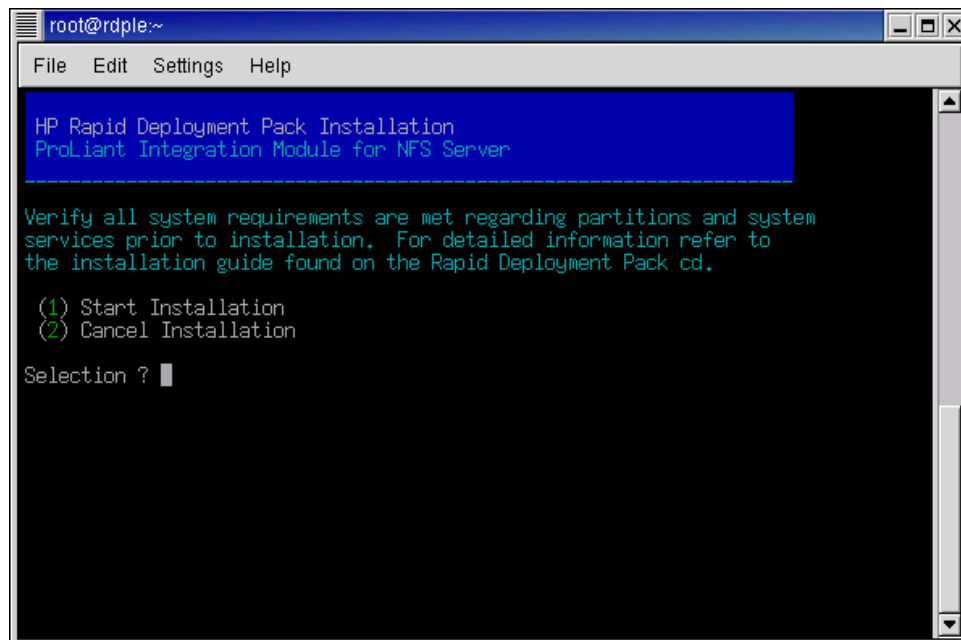 root@rdple:~
File Edit Settings Help
HP Rapid Deployment Pack Installation
ProLiant Integration Module for NFS Server
Verify all system requirements are met regarding partitions and system
services prior to installation. For detailed information refer to
the installation guide found on the Rapid Deployment Pack cd.
(1) Start Installation
(2) Cancel Installation
Selection ?